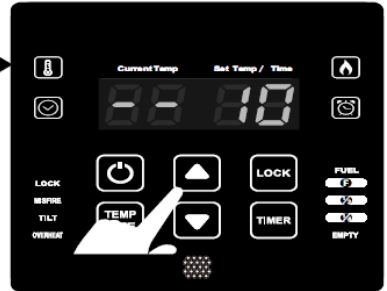 Current Temp Set Temp / Time
-- 10
LOCK
FUEL
LOCK
MISFIRE
TILT
OVERHEAT
TEMP
TIMER
EMPTY